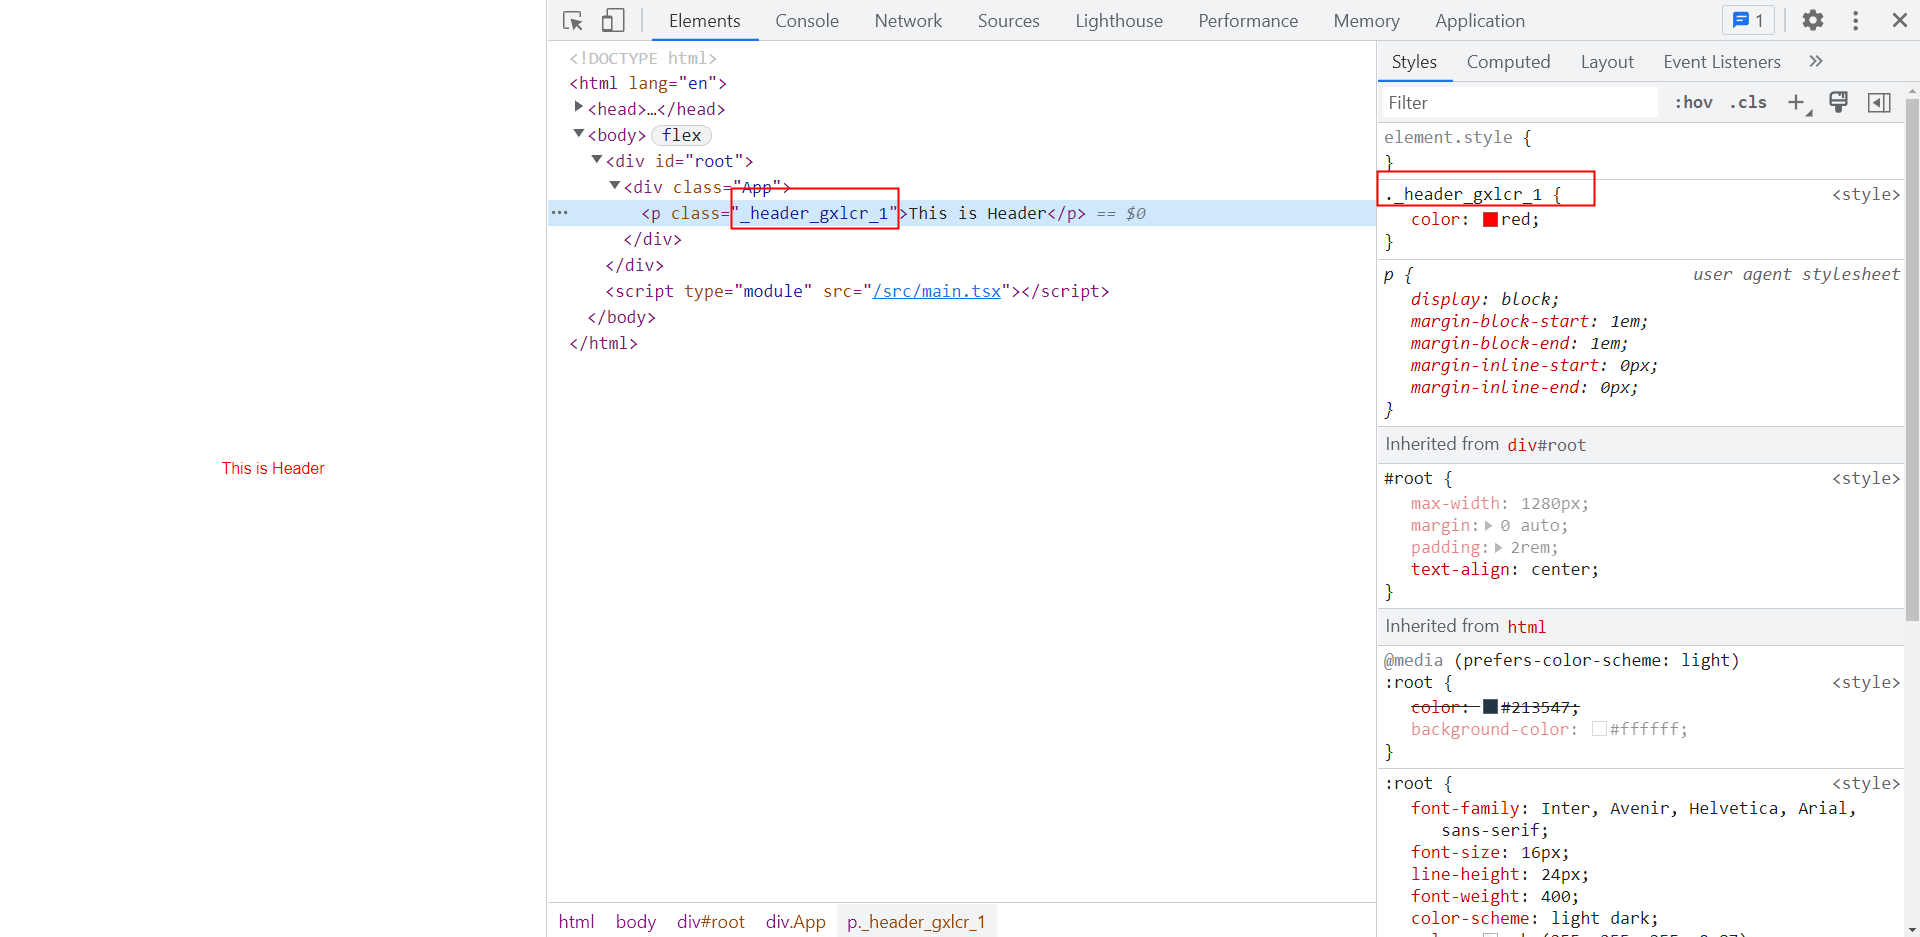 This is Header
Elements Console Network Sources Lighthouse Performance Memory Application 1
<!DOCTYPE html>
<html lang="en">
<head>…</head>
<body> flex
<div id="root">
<div class="App">
<p class="_header_gxlcr_1">This is Header</p> == $0
</div>
</div>
<script type="module" src="/src/main.tsx"></script>
</body>
</html>
html body div#root div.App p._header_gxlcr_1
Styles Computed Layout Event Listeners
Filter :hov .cls
element.style {
}
._header_gxlcr_1 { <style>
color: red;
}
p { user agent stylesheet
display: block;
margin-block-start: 1em;
margin-block-end: 1em;
margin-inline-start: 0px;
margin-inline-end: 0px;
}
Inherited from div#root
#root { <style>
max-width: 1280px;
margin: 0 auto;
padding: 2rem;
text-align: center;
}
Inherited from html
@media (prefers-color-scheme: light)
:root { <style>
color: #213547;
background-color: #ffffff;
}
:root { <style>
font-family: Inter, Avenir, Helvetica, Arial,
sans-serif;
font-size: 16px;
line-height: 24px;
font-weight: 400;
color-scheme: light dark;